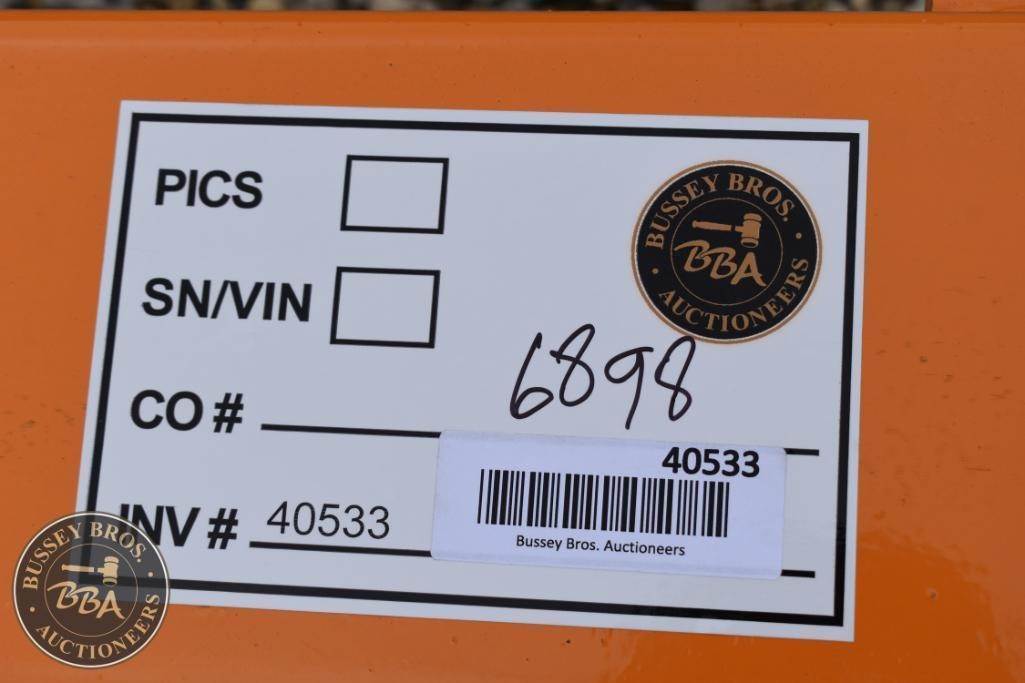 PICS
BUSSEY BROS.
BBA
AUCTIONEERS
SN/VIN
6898
CO #
40533
INV # 40533
Bussey Bros. Auctioneers
BUSSEY BROS.
BBA
AUCTIONEERS